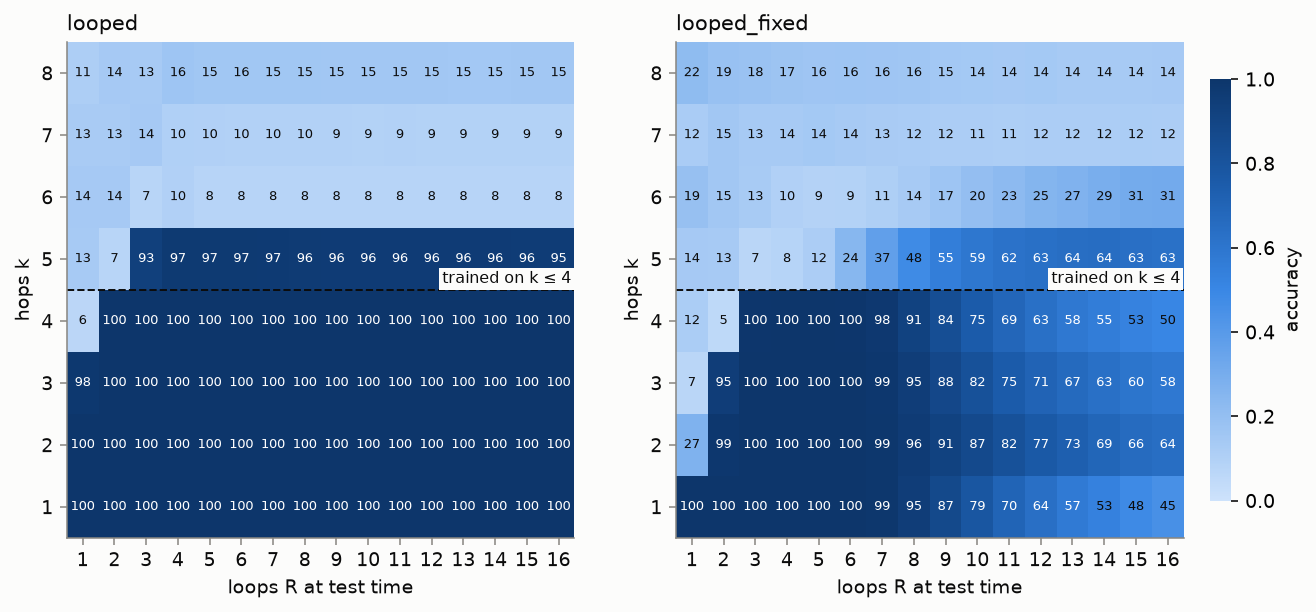 looped
8 11 14 13 16 15 16 15 15 15 15 15 15 15 15 15 15
7 13 13 14 10 10 10 10 10 9 9 9 9 9 9 9 9
6 14 14 7 10 8 8 8 8 8 8 8 8 8 8 8 8
5 13 7 93 97 97 97 97 96 96 96 96 96 96 96 96 95
trained on k ≤ 4
4 6 100 100 100 100 100 100 100 100 100 100 100 100 100 100 100
3 98 100 100 100 100 100 100 100 100 100 100 100 100 100 100 100
2 100 100 100 100 100 100 100 100 100 100 100 100 100 100 100 100
1 100 100 100 100 100 100 100 100 100 100 100 100 100 100 100 100
1 2 3 4 5 6 7 8 9 10 11 12 13 14 15 16
loops R at test time
hops k
looped_fixed
8 22 19 18 17 16 16 16 16 15 14 14 14 14 14 14 14
7 12 15 13 14 14 14 13 12 12 11 11 12 12 12 12 12
6 19 15 13 10 9 9 11 14 17 20 23 25 27 29 31 31
5 14 13 7 8 12 24 37 48 55 59 62 63 64 64 63 63
trained on k ≤ 4
4 12 5 100 100 100 100 98 91 84 75 69 63 58 55 53 50
3 7 95 100 100 100 100 99 95 88 82 75 71 67 63 60 58
2 27 99 100 100 100 100 99 96 91 87 82 77 73 69 66 64
1 100 100 100 100 100 100 99 95 87 79 70 64 57 53 48 45
1 2 3 4 5 6 7 8 9 10 11 12 13 14 15 16
loops R at test time
hops k
1.0
0.8
0.6
0.4
0.2
0.0
accuracy